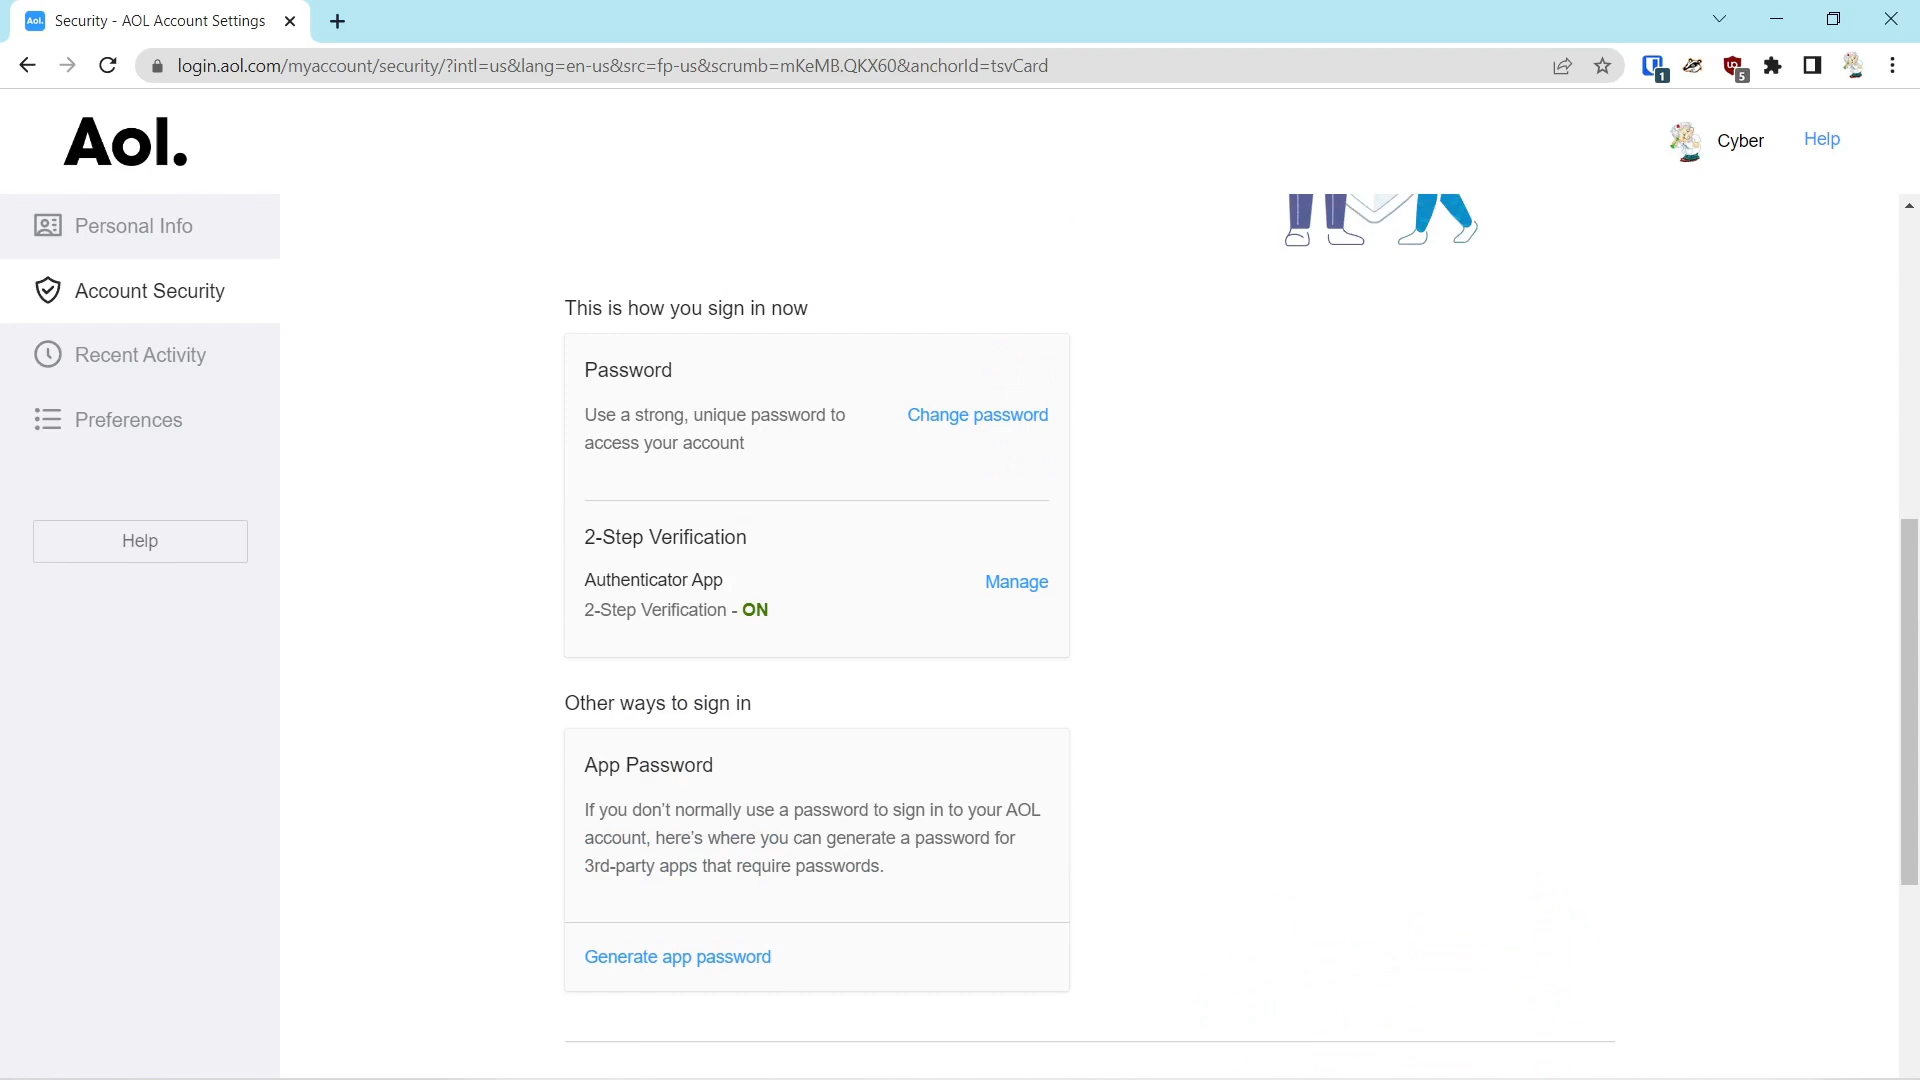 Aol.
Security - AOL Account Settings
login.aol.com/myaccount/security/?intl=us&lang=en-us&src=fp-us&scrumb=mKeMB.QKX60&anchorId=tsvCard
1
5
Aol.
Cyber
Help
Personal Info
Account Security
Recent Activity
Preferences
Help
This is how you sign in now
Password
Use a strong, unique password to
access your account
Change password
2-Step Verification
Authenticator App
Manage
2-Step Verification - ON
Other ways to sign in
App Password
If you don’t normally use a password to sign in to your AOL
account, here’s where you can generate a password for
3rd-party apps that require passwords.
Generate app password